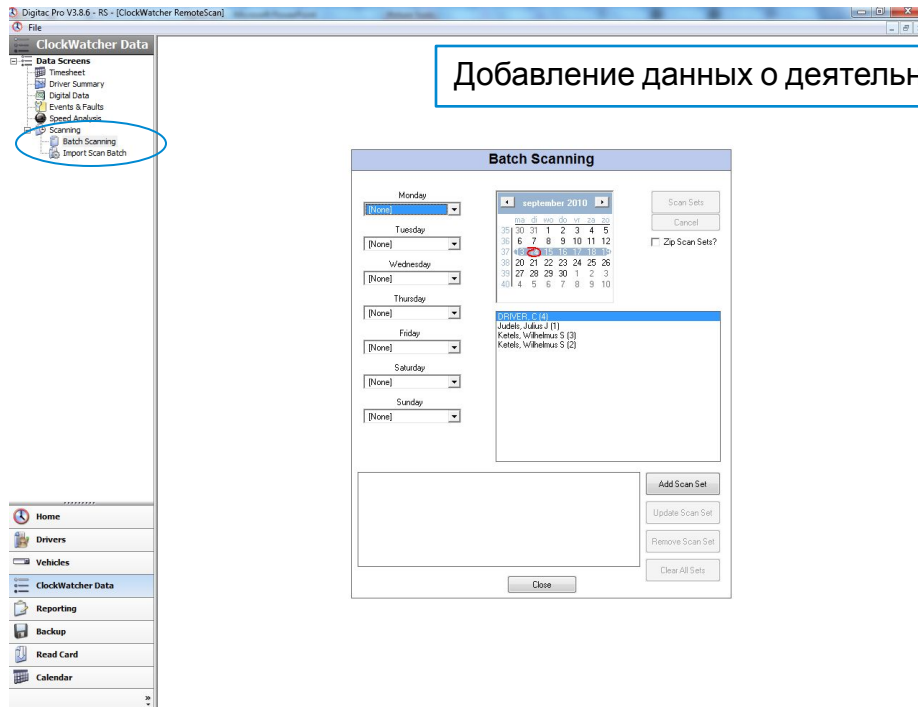 Digitac Pro V3.8.6 - RS - [ClockWatcher RemoteScan]
File
ClockWatcher Data
Data Screens
Timesheet
Driver Summary
Digital Data
Events & Faults
Speed Analysis
Scanning
Batch Scanning
Import Scan Batch
Добавление данных о деятельн
Batch Scanning
Monday
[None]
Tuesday
[None]
Wednesday
[None]
Thursday
[None]
Friday
[None]
Saturday
[None]
Sunday
[None]
september 2010
ma di wo do vr za zo
35 30 31 1 2 3 4 5
36 6 7 8 9 10 11 12
37 13 15 16 17 18 19
38 20 21 22 23 24 25 26
39 27 28 29 30 1 2 3
40 4 5 6 7 8 9 10
Scan Sets
Cancel
Zip Scan Sets?
DRIVER, C (4)
Judels, Julius J (1)
Ketels, Wilhelmus S (3)
Ketels, Wilhelmus S (2)
Add Scan Set
Update Scan Set
Remove Scan Set
Clear All Sets
Close
Home
Drivers
Vehicles
ClockWatcher Data
Reporting
Backup
Read Card
Calendar